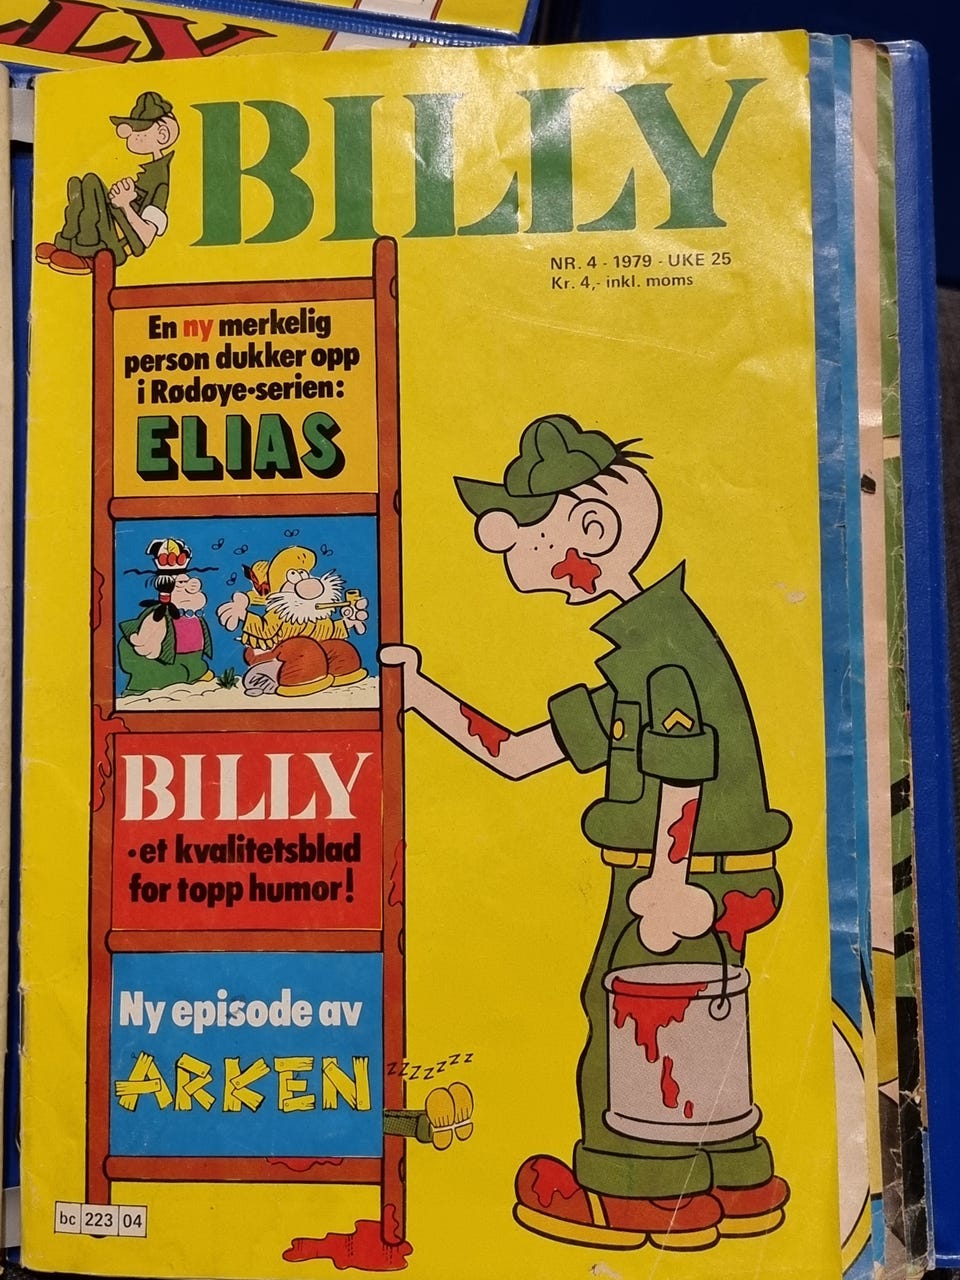 BILLY
NR. 4 - 1979 - UKE 25
Kr. 4,- inkl. moms
En ny merkelig
person dukker opp
i Rødøye-serien:
ELIAS
BILLY
-et kvalitetsblad
for topp humor!
Ny episode av
ARKEN
ZZZZZZZ
bc 223 04